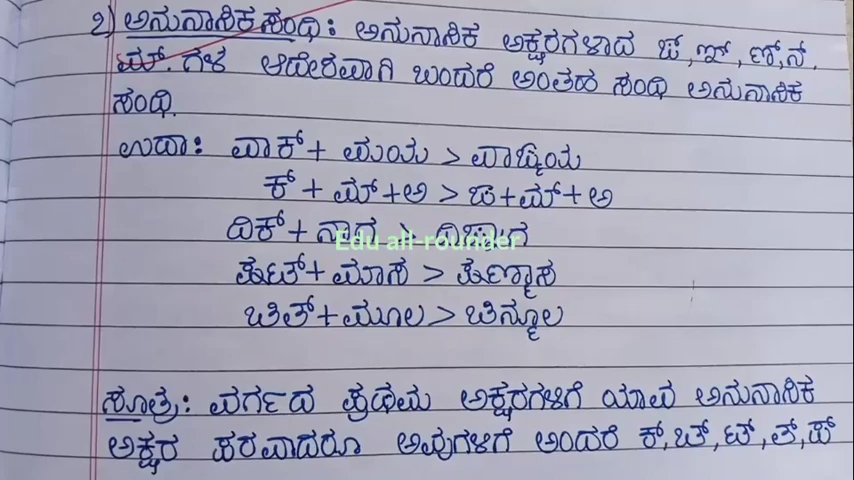 ೨) ಅನುನಾಸಿಕ ಸಂಧಿ: ಅನುನಾಸಿಕ ಅಕ್ಷರಗಳಾದ ಙ, ಞ್, ಣ್, ನ್,
ಮ್. ಗಳ ಆದೇಶವಾಗಿ ಬಂದರೆ ಅಂತಹ ಸಂಧಿ ಅನುನಾಸಿಕ
ಸಂಧಿ.
ಉದಾ: ವಾಕ್ + ಮಯ > ವಾಙ್ಮಯ
ಕ್ + ಮ್ + ಅ > ಙ + ಮ್ + ಅ
ದಿಕ್ + ನಾಗ > ದಿಙ್ನಾಗ
Edu all-rounder
ಷಟ್ + ಮಾಸ > ಷಣ್ಮಾಸ
ಚಿತ್ + ಮೂಲ > ಚಿನ್ಮೂಲ
ಸೂತ್ರ: ವರ್ಗದ ಪ್ರಥಮ ಅಕ್ಷರಗಳಿಗೆ ಯಾವ ಅನುನಾಸಿಕ
ಅಕ್ಷರ ಪರವಾದರೂ ಅವುಗಳಿಗೆ ಅಂದರೆ ಕ್, ಚ್, ಟ್, ತ್, ಪ್